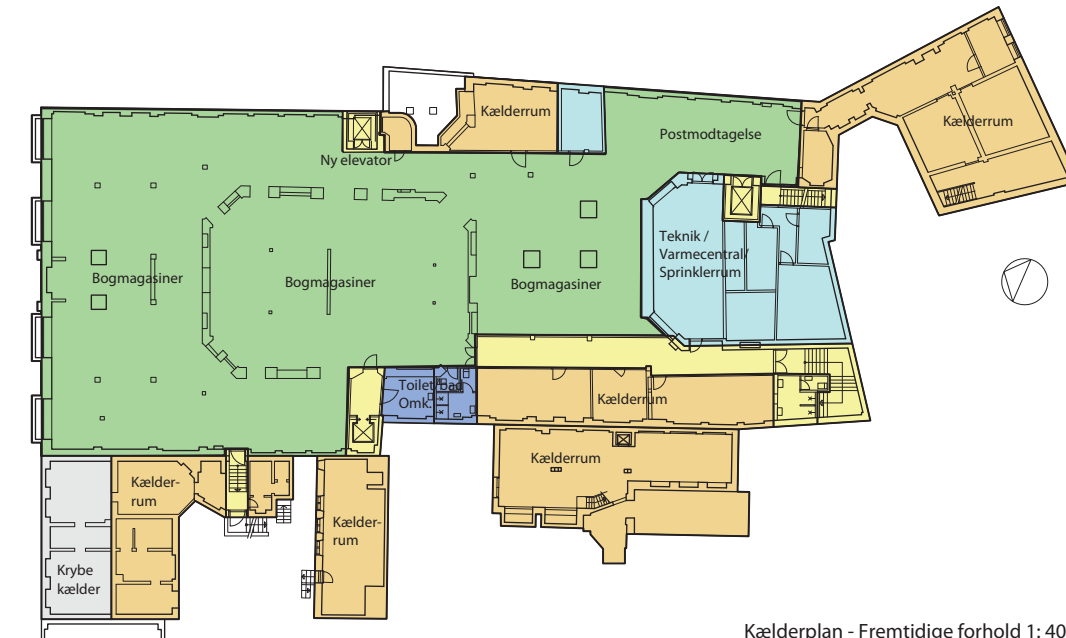 Kælderrum
Postmodtagelse
Kælderrum
Ny elevator
Teknik /
Varmecentral/
Sprinklerrum
Bogmagasiner
Bogmagasiner
Bogmagasiner
Toilet/bad
Omk.
Kælderrum
Kælderrum
Kælder-
rum
Kælder-
rum
Krybe
kælder
Kælderplan - Fremtidige forhold 1: 40